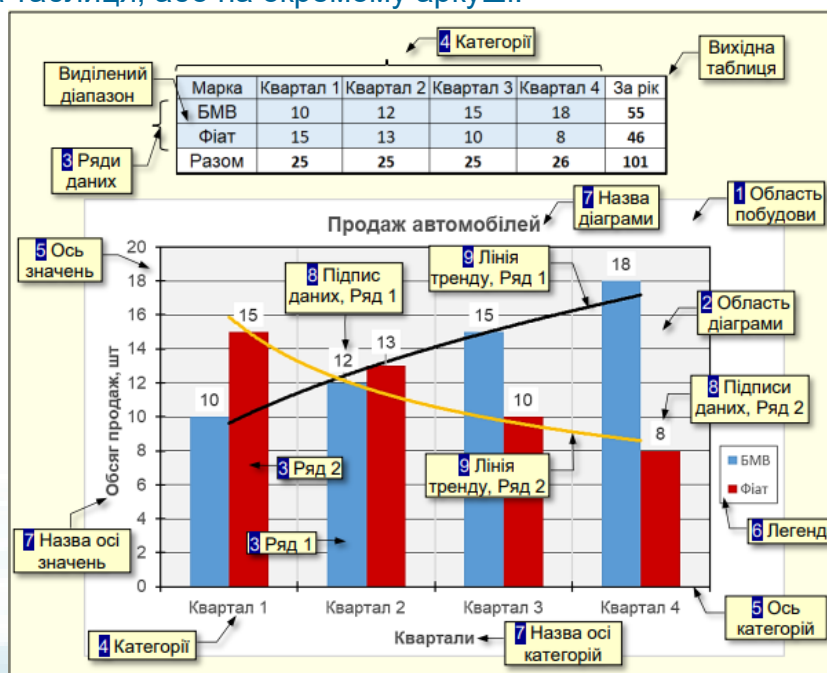 таблиця, або на окремому аркуші.
4 Категорії
Виділений
діапазон
Вихідна
таблиця
Марка Квартал 1 Квартал 2 Квартал 3 Квартал 4 За рік
БМВ 10 12 15 18 55
Фіат 15 13 10 8 46
Разом 25 25 25 26 101
3 Ряди
даних
7 Назва
діаграми
1 Область
побудови
Продаж автомобілей
5 Ось
значень
8 Підпис
даних, Ряд 1
9 Лінія
тренду, Ряд 1
2 Область
діаграми
8 Підписи
даних, Ряд 2
9 Лінія
тренду, Ряд 2
3 Ряд 2
3 Ряд 1
20
18
16
14
12
10
8
6
4
2
0
10
15
12
13
15
10
18
8
Обсяг продаж, шт
БМВ
Фіат
6 Легенд
7 Назва осі
значень
Квартал 1 Квартал 2 Квартал 3 Квартал 4
5 Ось
категорій
4 Категорії
Квартали
7 Назва осі
категорій